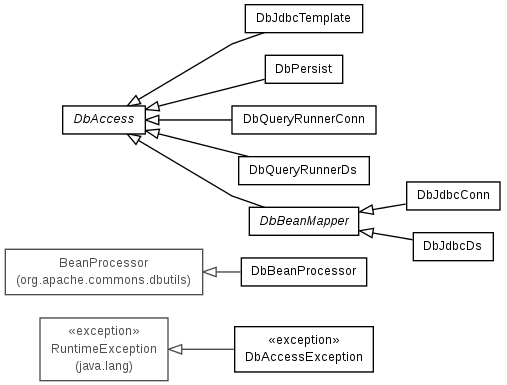 DbJdbcTemplate
DbPersist
DbAccess
DbQueryRunnerConn
DbQueryRunnerDs
DbJdbcConn
DbBeanMapper
DbJdbcDs
BeanProcessor
(org.apache.commons.dbutils)
DbBeanProcessor
«exception»
RuntimeException
(java.lang)
«exception»
DbAccessException